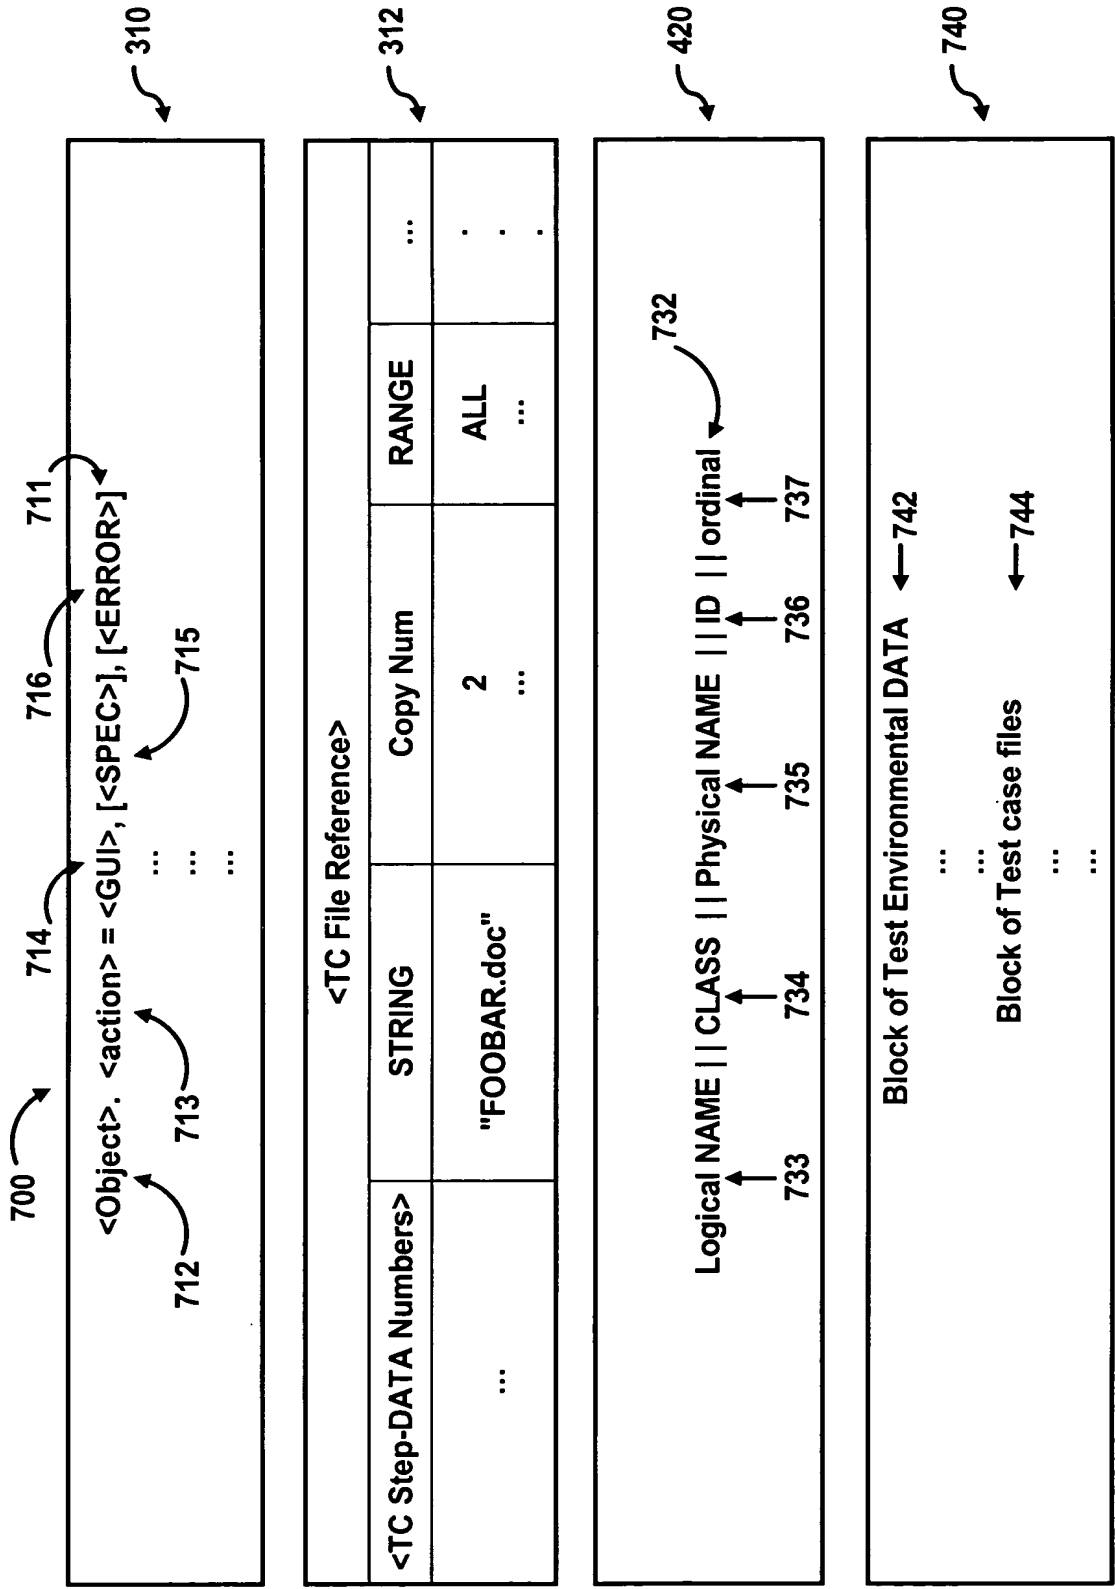 700
714
716
711
<Object>. <action> = <GUI>, [<SPEC>], [<ERROR>]
310
712
713
715
...
...
...
<TC File Reference>
312
<TC Step-DATA Numbers> STRING Copy Num RANGE ...
... "FOOBAR.doc" 2 ALL .
... ... .
.
732
420
Logical NAME || CLASS || Physical NAME || ID || ordinal
733 734 735 736 737
740
Block of Test Environmental DATA 742
...
...
Block of Test case files 744
...
...